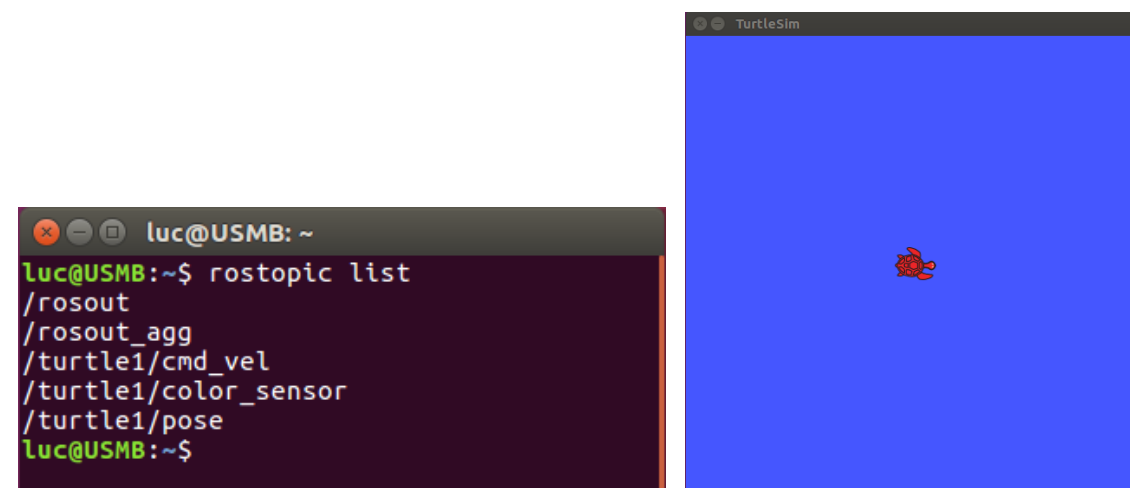 TurtleSim
luc@USMB: ~
luc@USMB:~$ rostopic list
/rosout
/rosout_agg
/turtle1/cmd_vel
/turtle1/color_sensor
/turtle1/pose
luc@USMB:~$